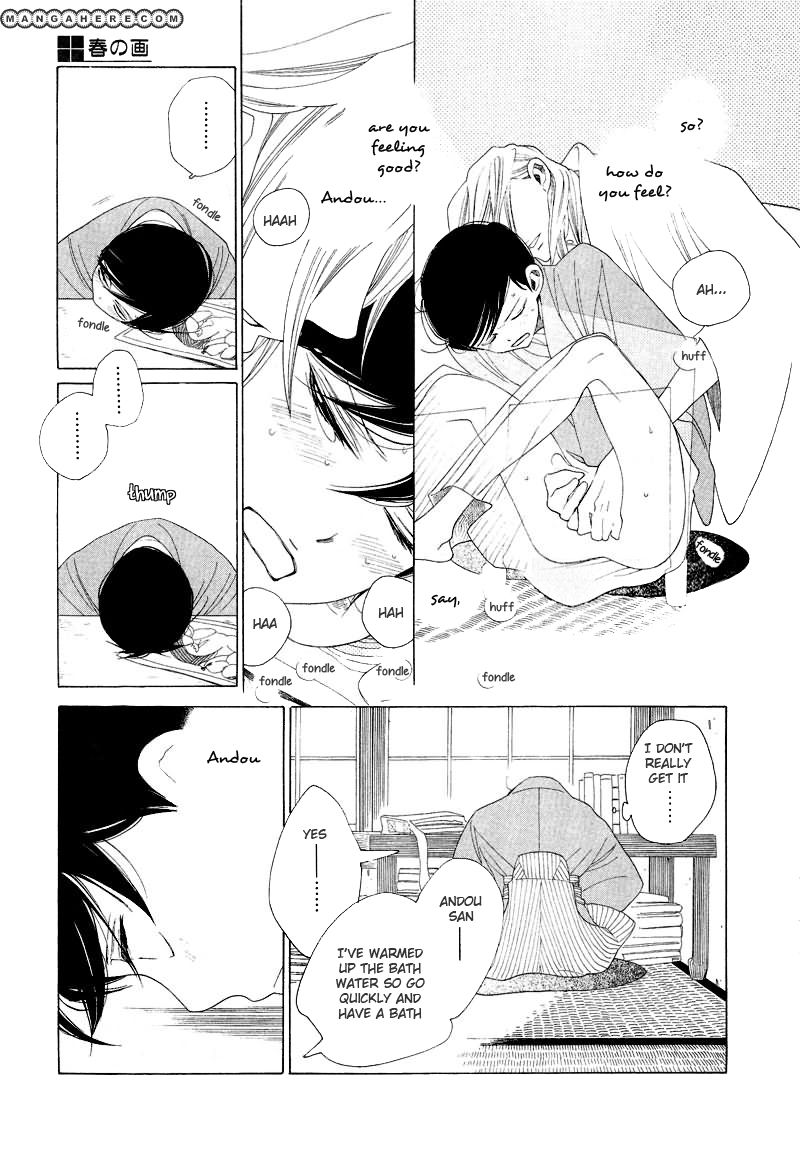 MANGAHERE.COM
春の画
so?
how do
you feel?
AH...
huff
fondle
say,
huff
fondle
are you
feeling
good?
Andou...
HAAH
HAH
HAA
fondle
fondle
fondle
........
fondle
fondle
......
........
thump
I DON'T
REALLY
GET IT
......
ANDOU
SAN
—
I'VE WARMED
UP THE BATH
WATER SO GO
QUICKLY AND
HAVE A BATH
YES
—
......
Andou